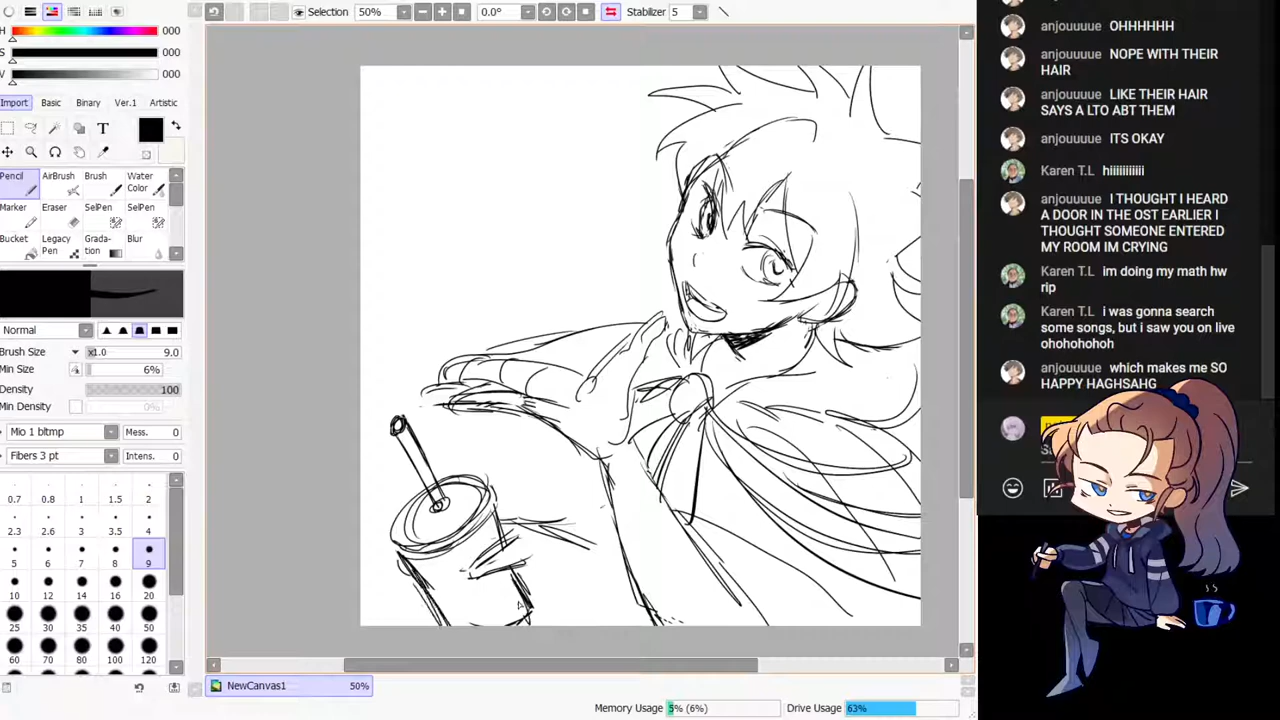 Selection 50% 0.0° Stabilizer 5
H 000
S 000
V 000
Import Basic Binary Ver.1 Artistic
T
Pencil AirBrush Brush Water Color
Marker Eraser SelPen SelPen
Bucket Legacy Pen Grada- tion Blur
Normal
Brush Size x1.0 9.0
Min Size 6%
Density 100
Min Density 0%
Mio 1 bltmp Mess. 0
Fibers 3 pt Intens. 0
0.7 0.8 1 1.5 2
2.3 2.6 3 3.5 4
5 6 7 8 9
10 12 14 16 20
25 30 35 40 50
60 70 80 100 120
NewCanvas1 50%
Memory Usage 5% (6%) Drive Usage 63%
anjouuuue OHHHHHH
anjouuuue NOPE WITH THEIR
HAIR
anjouuuue LIKE THEIR HAIR
SAYS A LTO ABT THEM
anjouuuue ITS OKAY
Karen T.L hiiiiiiiiiii
anjouuuue I THOUGHT I HEARD
A DOOR IN THE OST EARLIER I
THOUGHT SOMEONE ENTERED
MY ROOM IM CRYING
Karen T.L im doing my math hw
rip
Karen T.L i was gonna search
some songs, but i saw you on live
ohohohohoh
anjouuuue which makes me SO
HAPPY HAGHSAHG